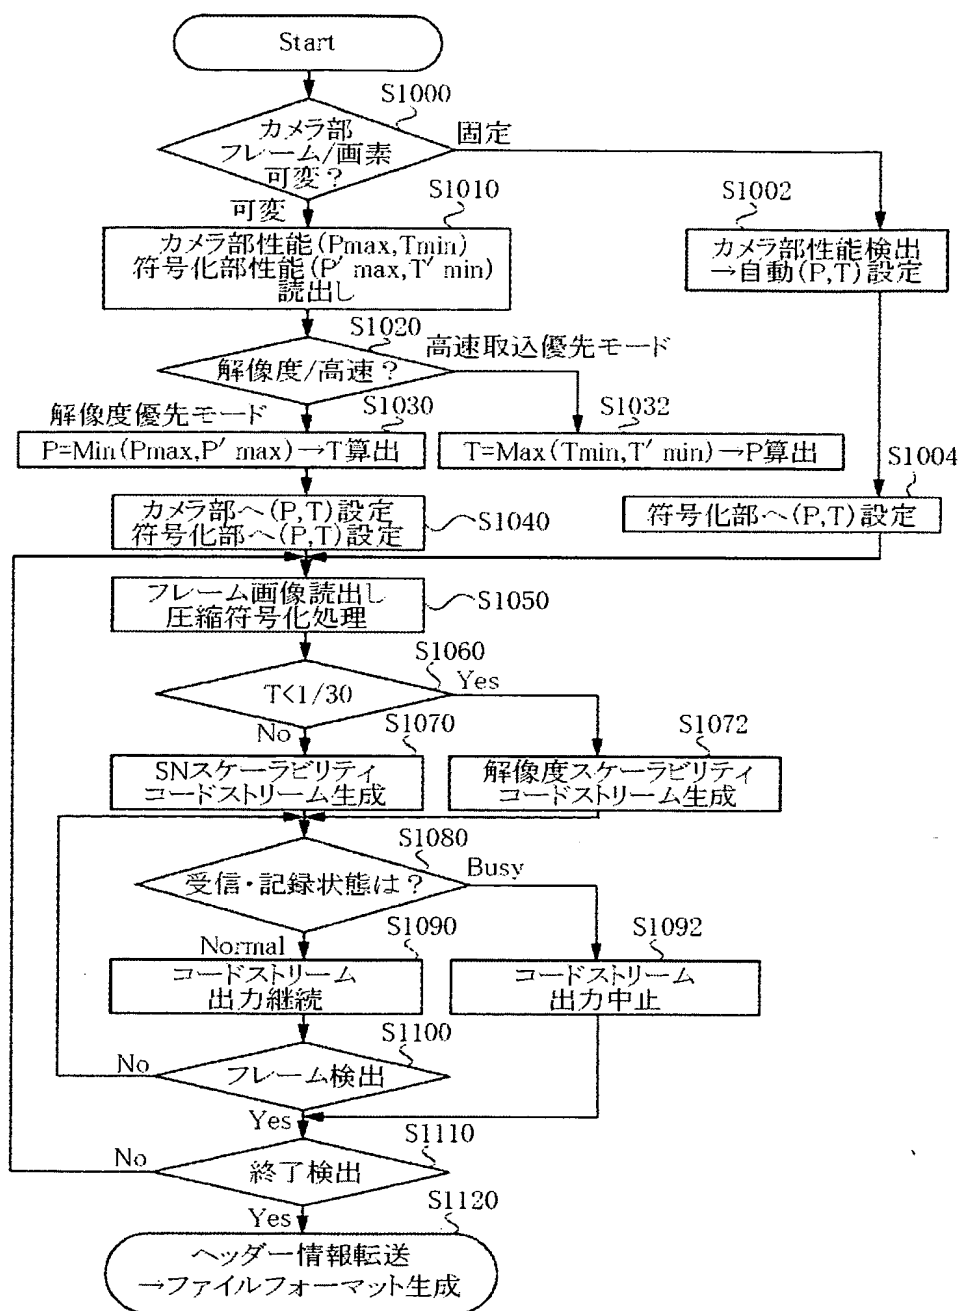 Start
S1000
カメラ部
フレーム/画素
可変？
固定
可変
S1010
S1002
カメラ部性能(Pmax,Tmin)
符号化部性能(P′ max,T′ min)
読出し
カメラ部性能検出
→自動(P,T)設定
S1020
高速取込優先モード
解像度/高速？
解像度優先モード
S1030
S1032
P=Min(Pmax,P′ max)→T算出
T=Max(Tmin,T′ min)→P算出
S1004
カメラ部へ(P,T)設定
符号化部へ(P,T)設定
S1040
符号化部へ(P,T)設定
フレーム画像読出し
圧縮符号化処理
S1050
S1060
T<1/30
Yes
No
S1070
S1072
SNスケーラビリティ
コードストリーム生成
解像度スケーラビリティ
コードストリーム生成
S1080
受信・記録状態は？
Busy
Normal
S1090
S1092
コードストリーム
出力継続
コードストリーム
出力中止
S1100
No
フレーム検出
Yes
S1110
No
終了検出
Yes
S1120
ヘッダー情報転送
→ファイルフォーマット生成